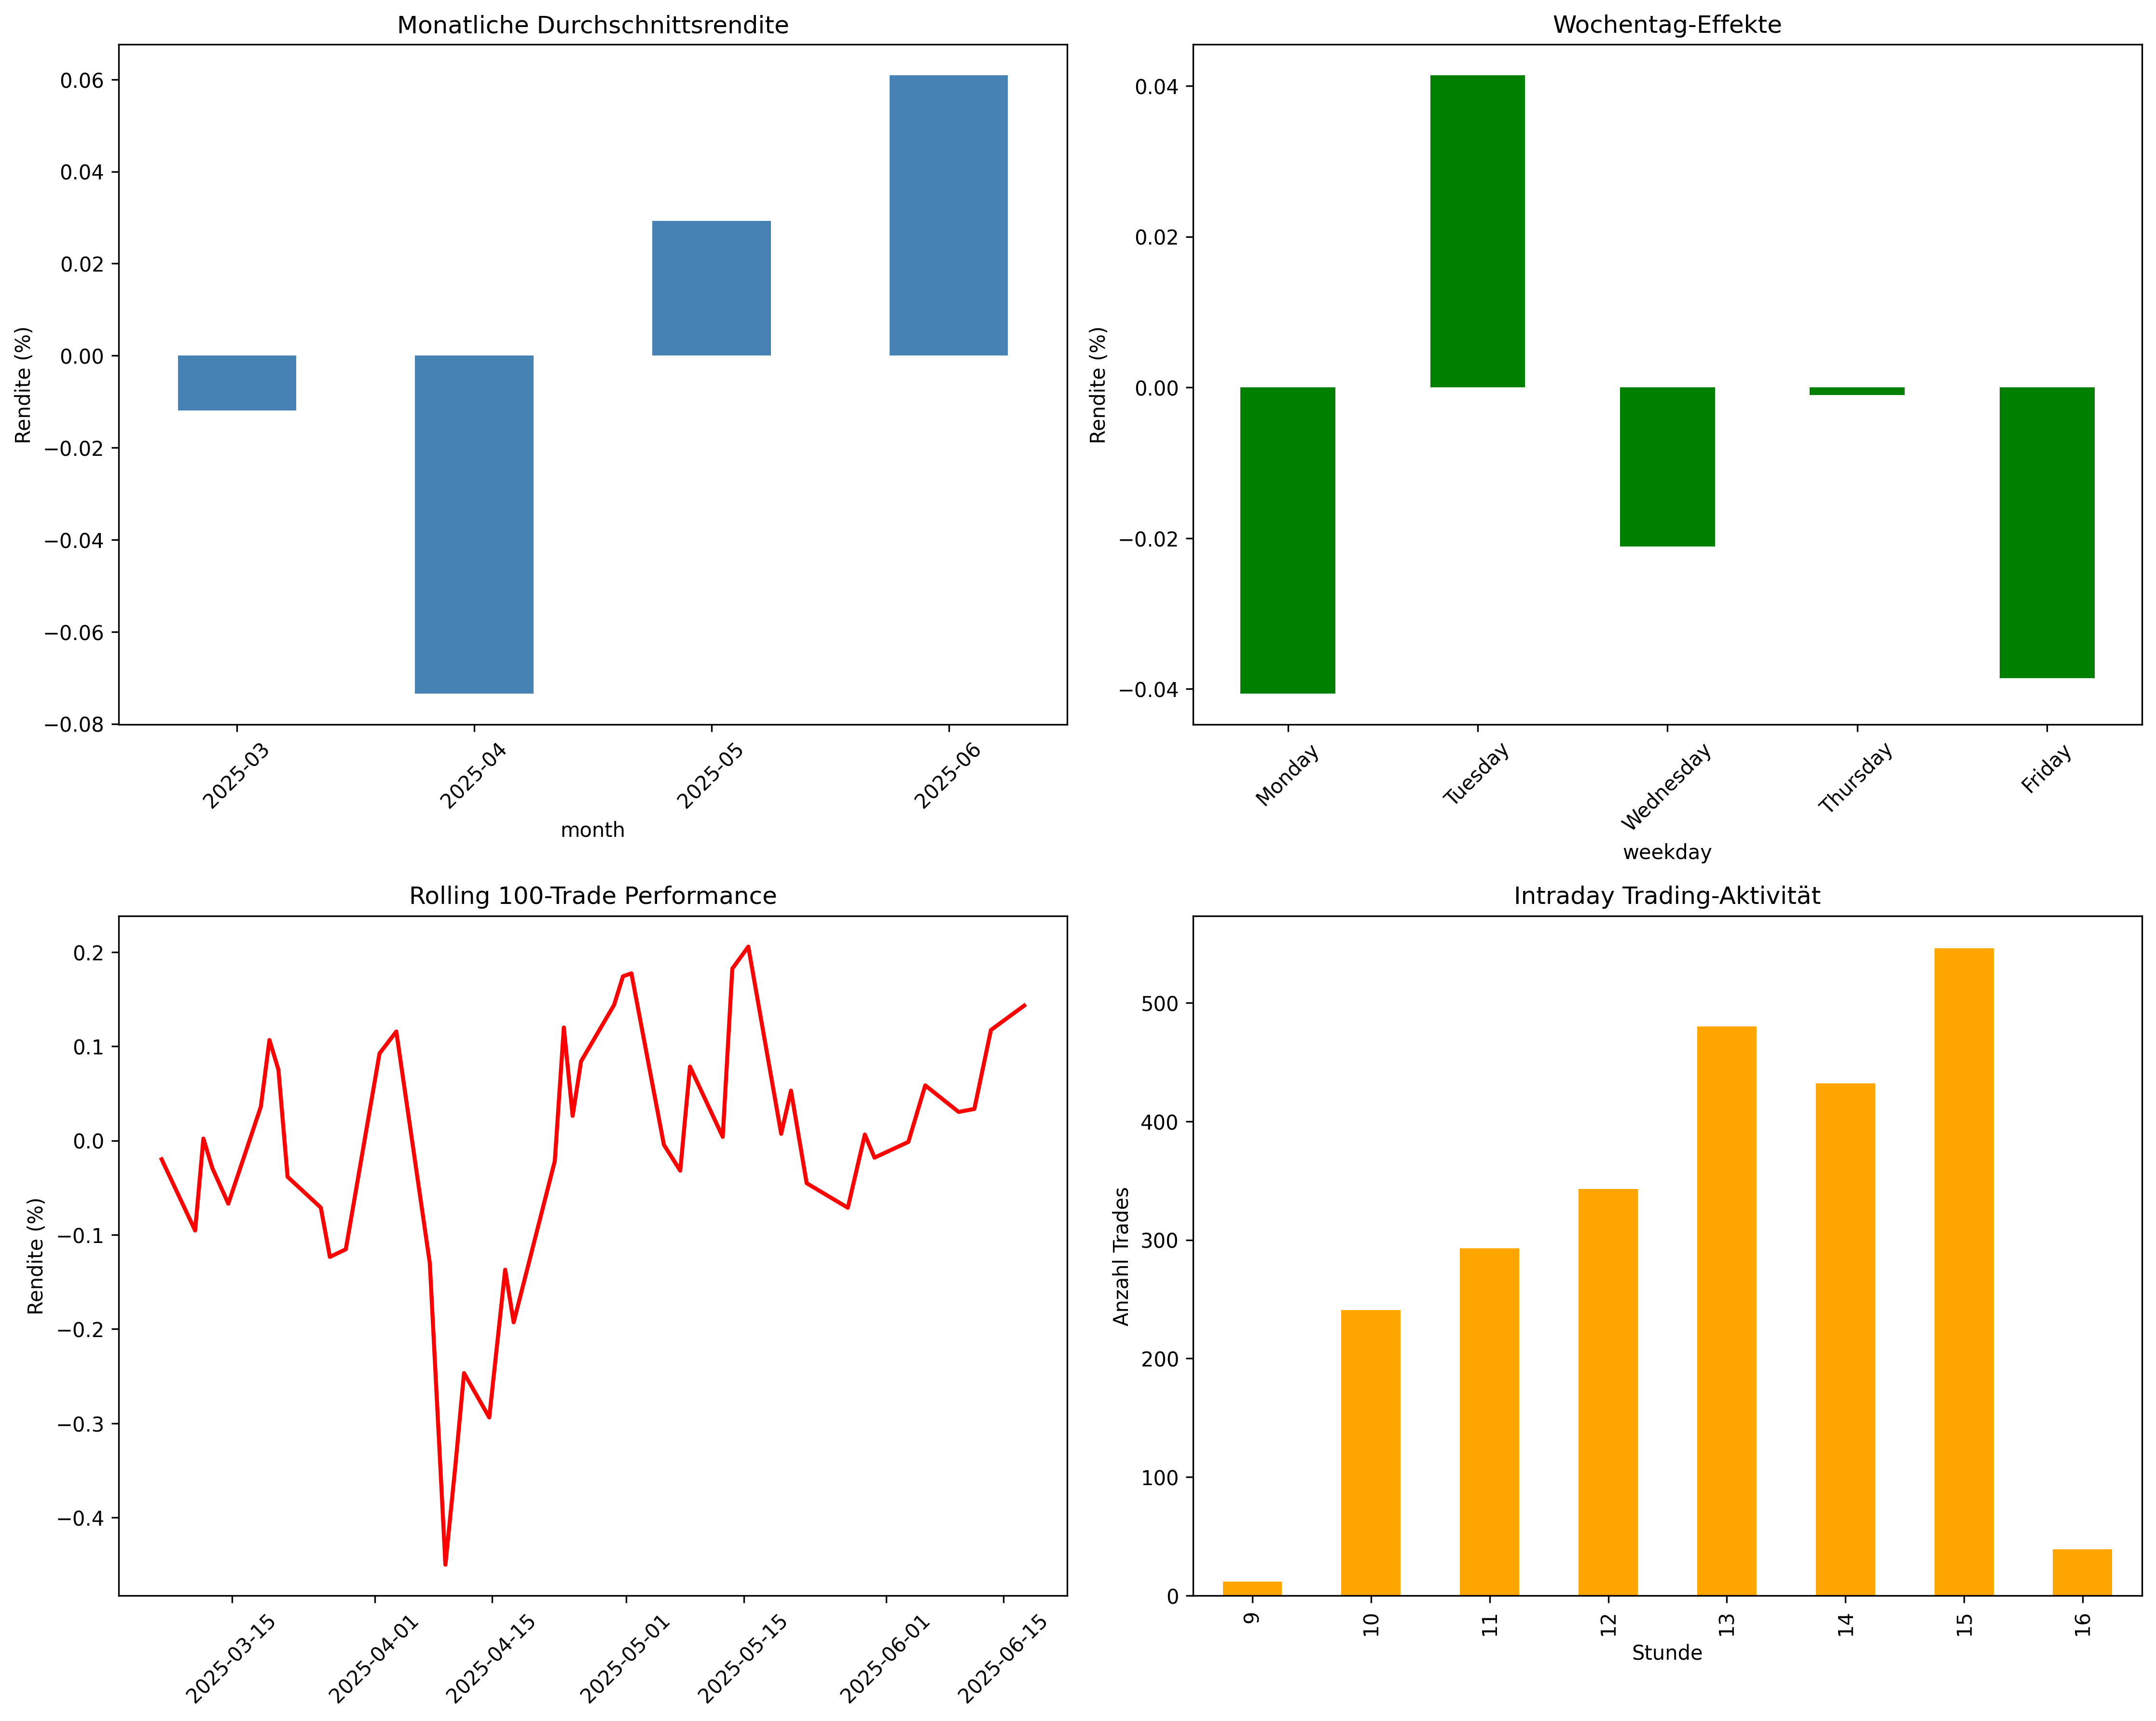 Monatliche Durchschnittsrendite
Rendite (%)
0.06
0.04
0.02
0.00
−0.02
−0.04
−0.06
−0.08
2025-03
2025-04
2025-05
2025-06
month
Wochentag-Effekte
Rendite (%)
0.04
0.02
0.00
−0.02
−0.04
Monday
Tuesday
Wednesday
Thursday
Friday
weekday
Rolling 100-Trade Performance
Rendite (%)
0.2
0.1
0.0
−0.1
−0.2
−0.3
−0.4
2025-03-15
2025-04-01
2025-04-15
2025-05-01
2025-05-15
2025-06-01
2025-06-15
Intraday Trading-Aktivität
Anzahl Trades
500
400
300
200
100
0
9
10
11
12
13
14
15
16
Stunde